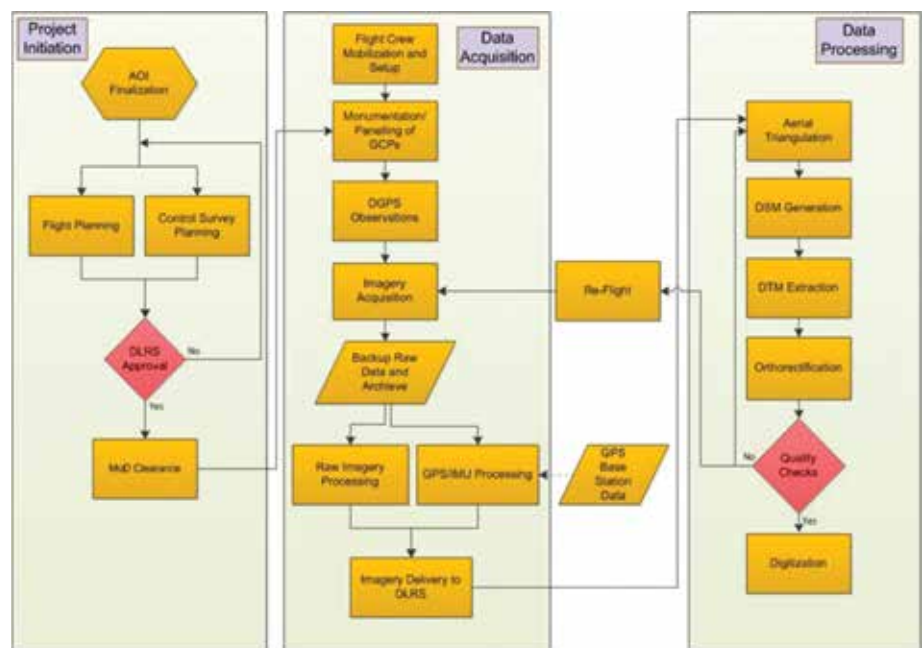 Project
Initiation
AOI
Finalization
Flight Planning
Control Survey
Planning
DLRS
Approval
No
Yes
MoD Clearance
Data
Acquisition
Flight Crew
Mobilization and
Setup
Monumentation/
Panelling of
GCPs
DGPS
Observations
Imagery
Acquisition
Backup Raw
Data and
Archieve
Raw Imagery
Processing
GPS/IMU Processing
GPS
Base
Station
Data
Imagery Delivery to
DLRS
Re-Flight
Data
Processing
Aerial
Triangulation
DSM Generation
DTM Extraction
Orthorectification
Quality
Checks
No
Yes
Digitization